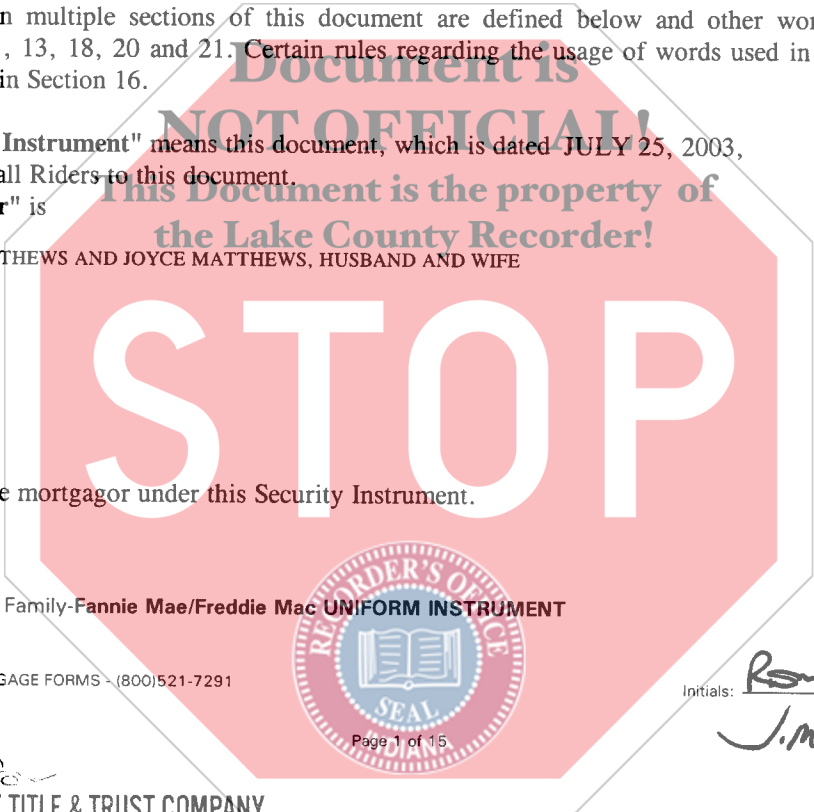 n multiple sections of this document are defined below and other wor
, 13, 18, 20 and 21. Certain rules regarding the usage of words used in
in Section 16.
Document is
NOT OFFICIAL!
Instrument" means this document, which is dated JULY 25, 2003,
all Riders to this document.
This Document is the property of
r" is
the Lake County Recorder!
THEWS AND JOYCE MATTHEWS, HUSBAND AND WIFE
STOP
e mortgagor under this Security Instrument.
Family-Fannie Mae/Freddie Mac UNIFORM INSTRUMENT
RECORDER'S OFFICE
SEAL
INDIANA
GAGE FORMS - (800)521-7291
Initials:
J.M
Page 1 of 15
TITLE & TRUST COMPANY